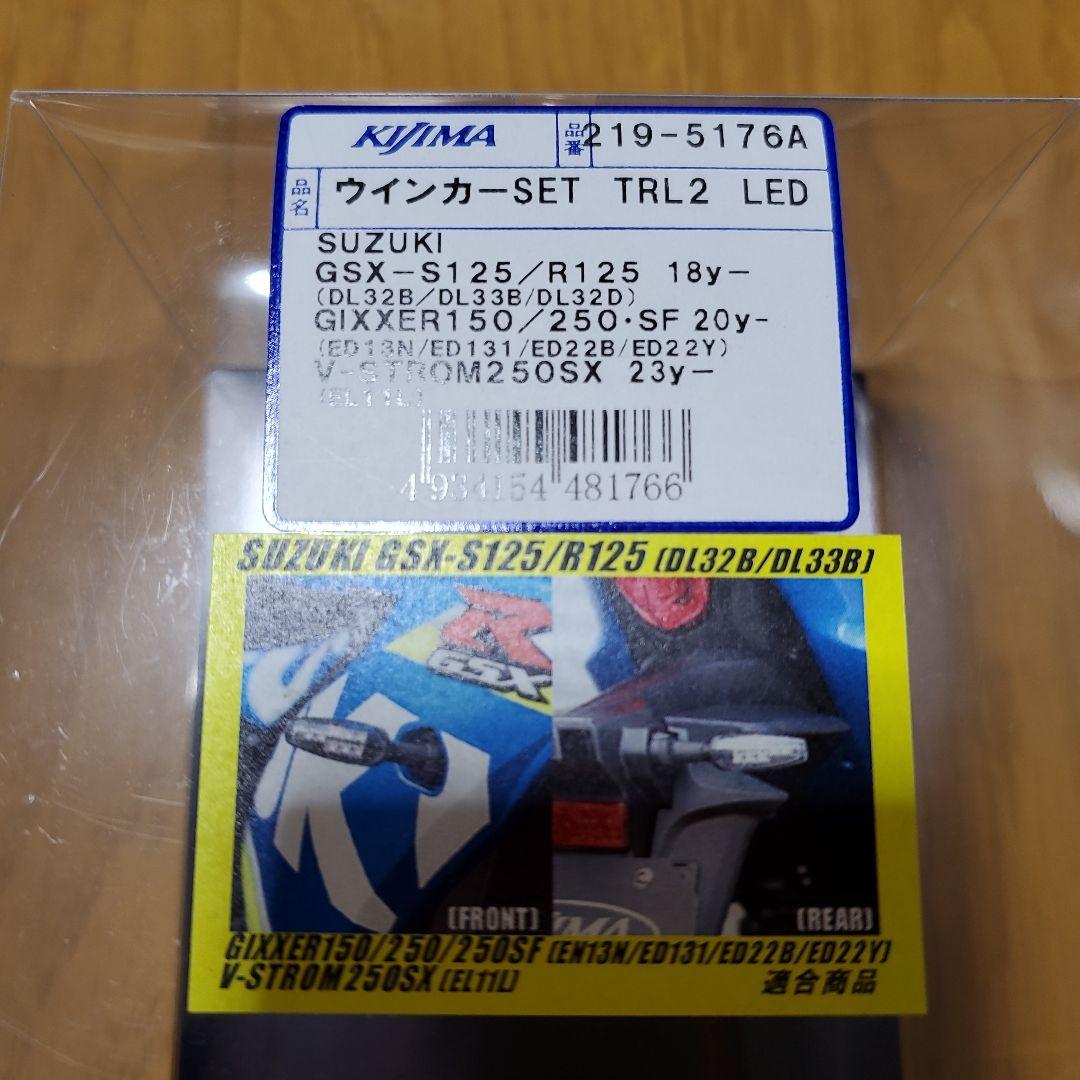 KIJIMA 品番 219-5176A
品名 ウインカーSET TRL2 LED
SUZUKI
GSX-S125/R125 18y-
(DL32B/DL33B/DL32D)
GIXXER150/250・SF 20y-
(ED13N/ED131/ED22B/ED22Y)
V-STROM250SX 23y-
(EL11L)
4 934154 481766
SUZUKI GSX-S125/R125 (DL32B/DL33B)
R
GSX
(FRONT)
(REAR)
GIXXER150/250/250SF (EN13N/ED131/ED22B/ED22Y)
V-STROM250SX (EL11L)
適合商品